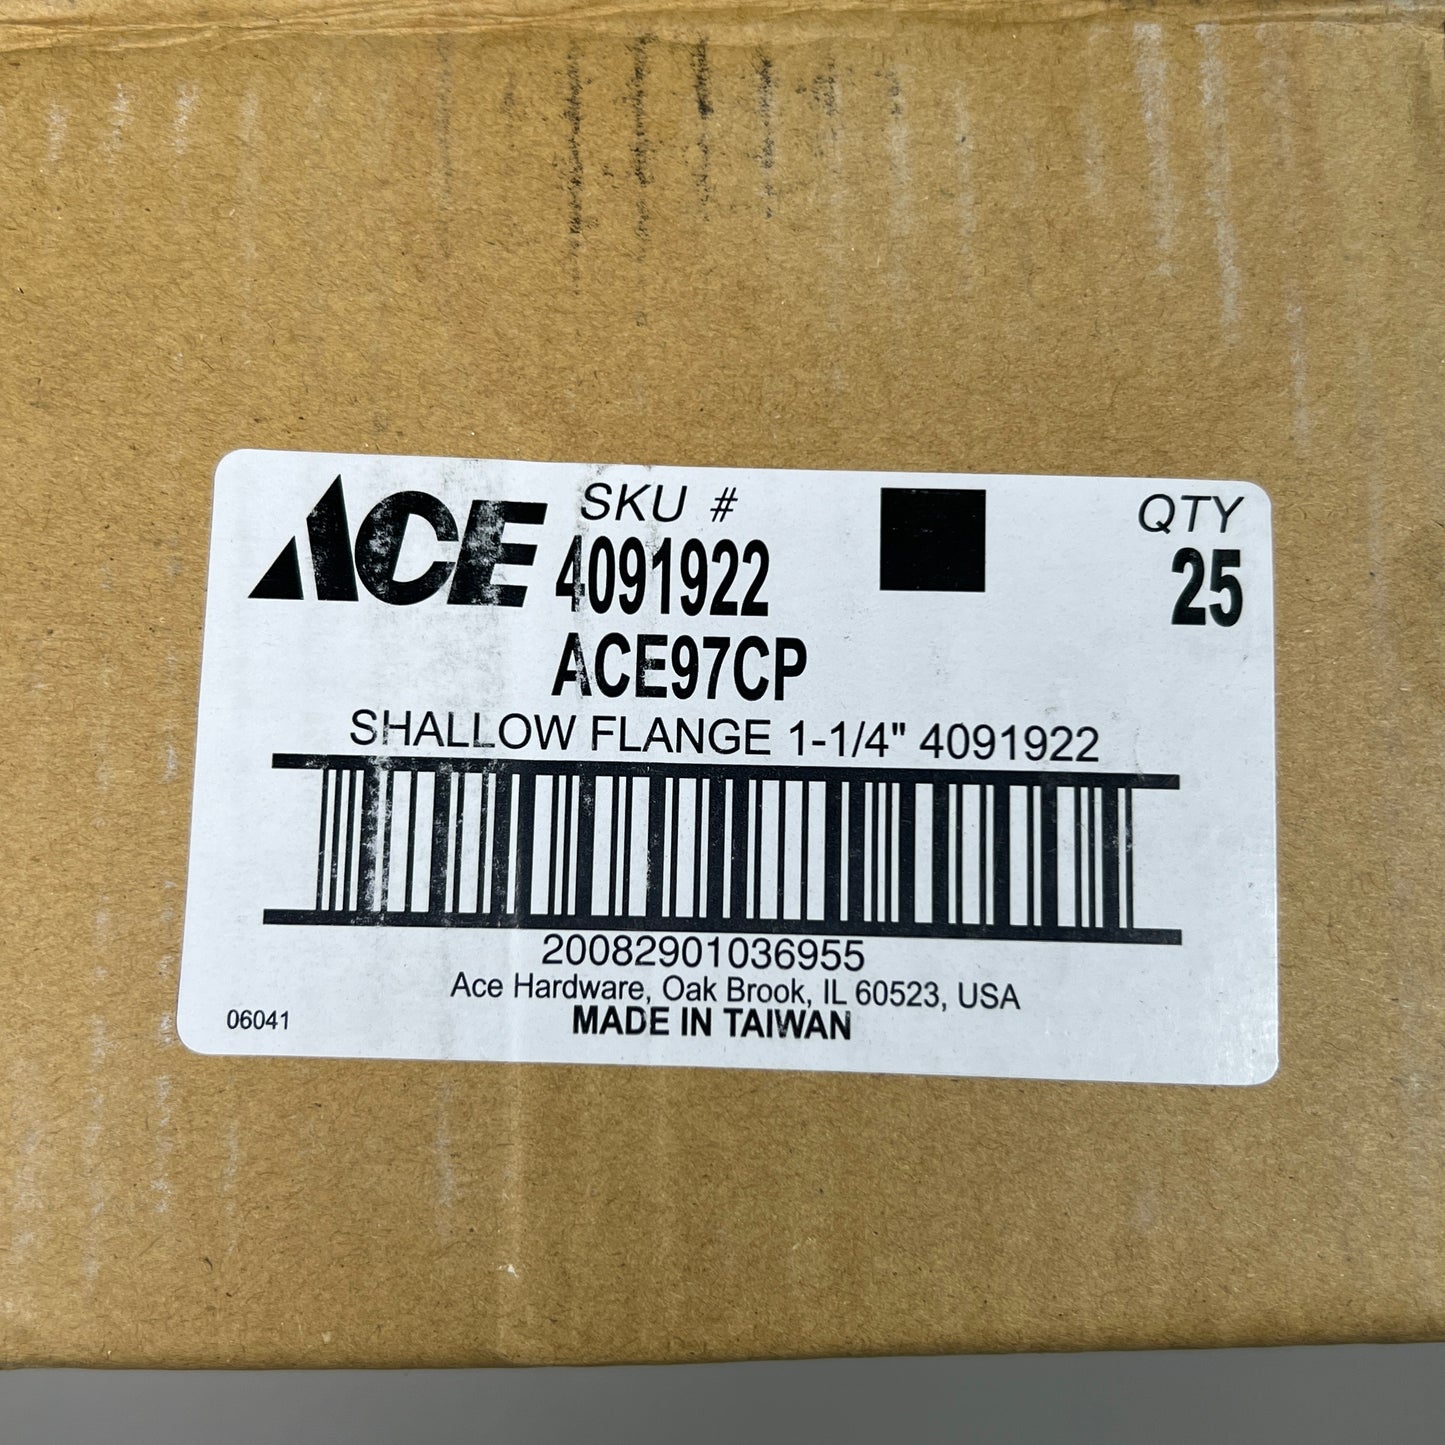 ACE SKU # QTY
4091922 25
ACE97CP
SHALLOW FLANGE 1-1/4" 4091922
20082901036955
Ace Hardware, Oak Brook, IL 60523, USA
06041 MADE IN TAIWAN